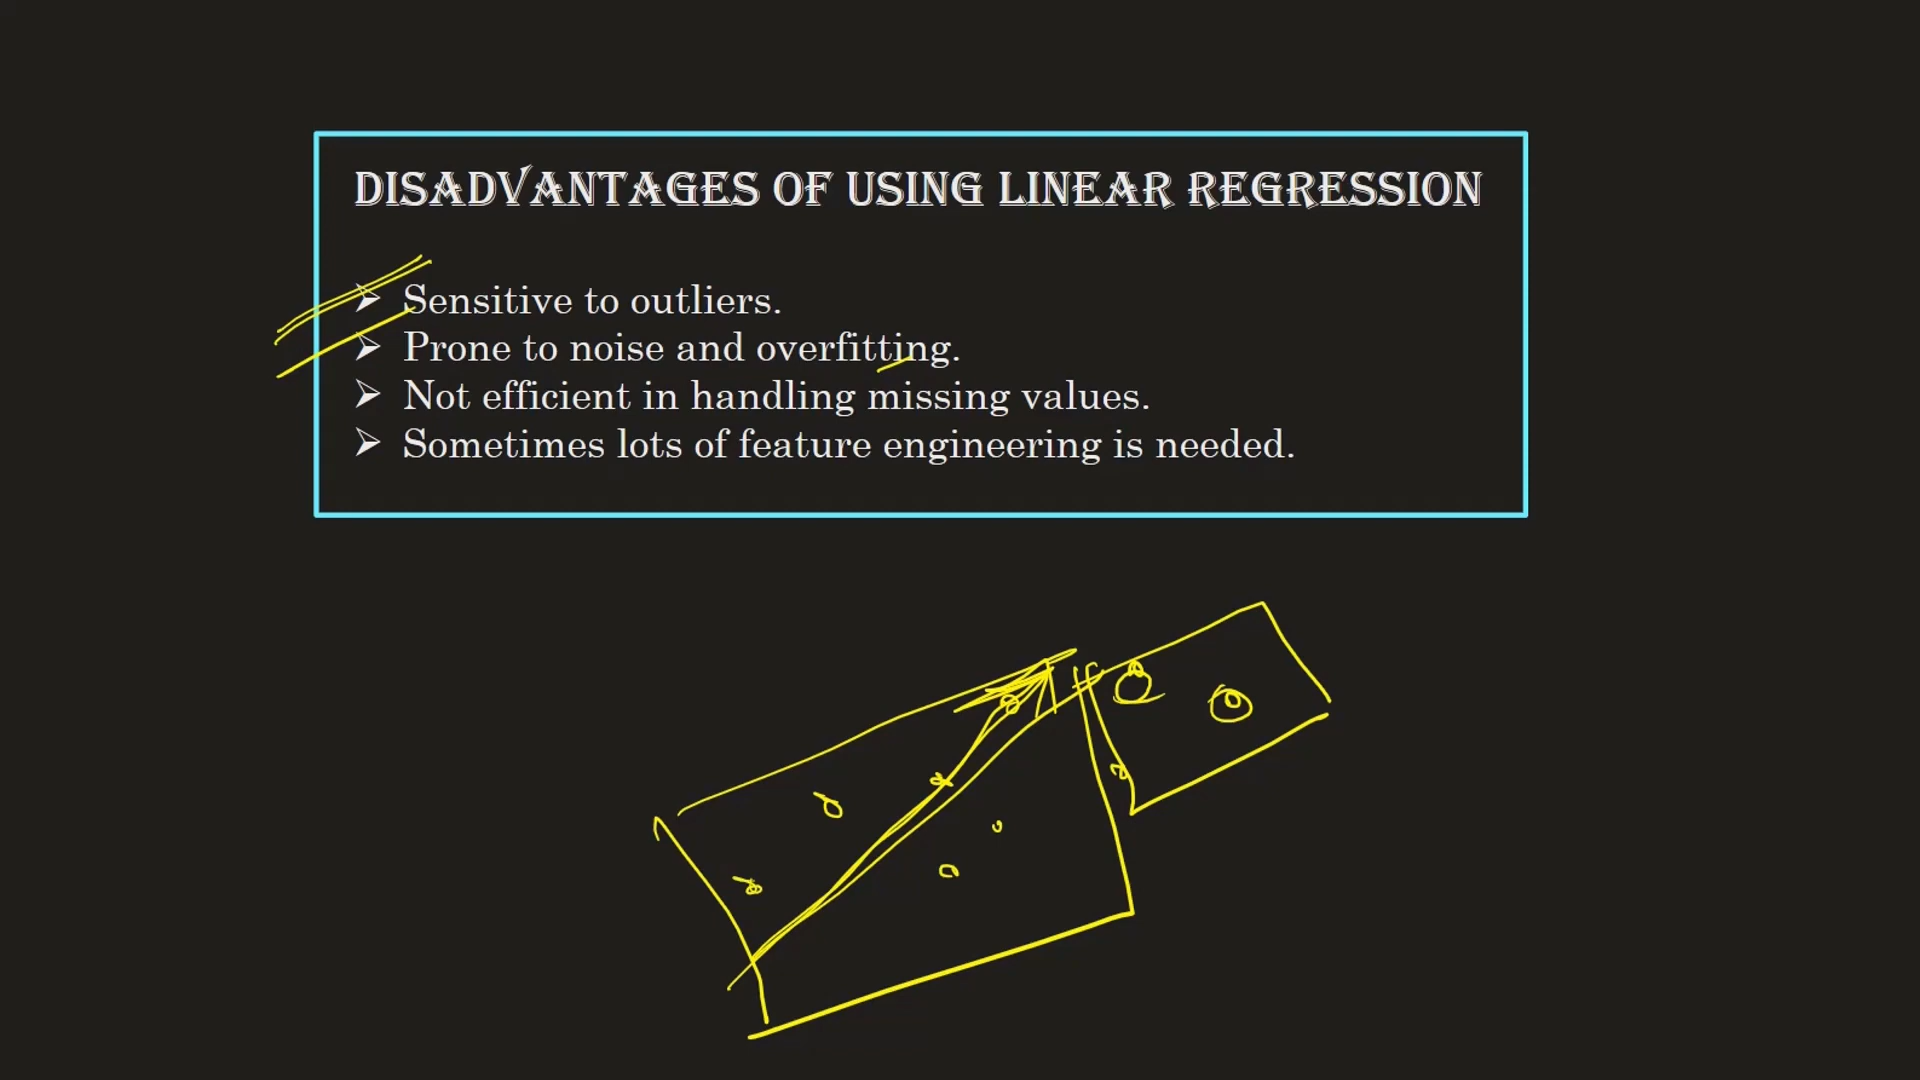 DISADVANTAGES OF USING LINEAR REGRESSION
➢ Sensitive to outliers.
➢ Prone to noise and overfitting.
➢ Not efficient in handling missing values.
➢ Sometimes lots of feature engineering is needed.